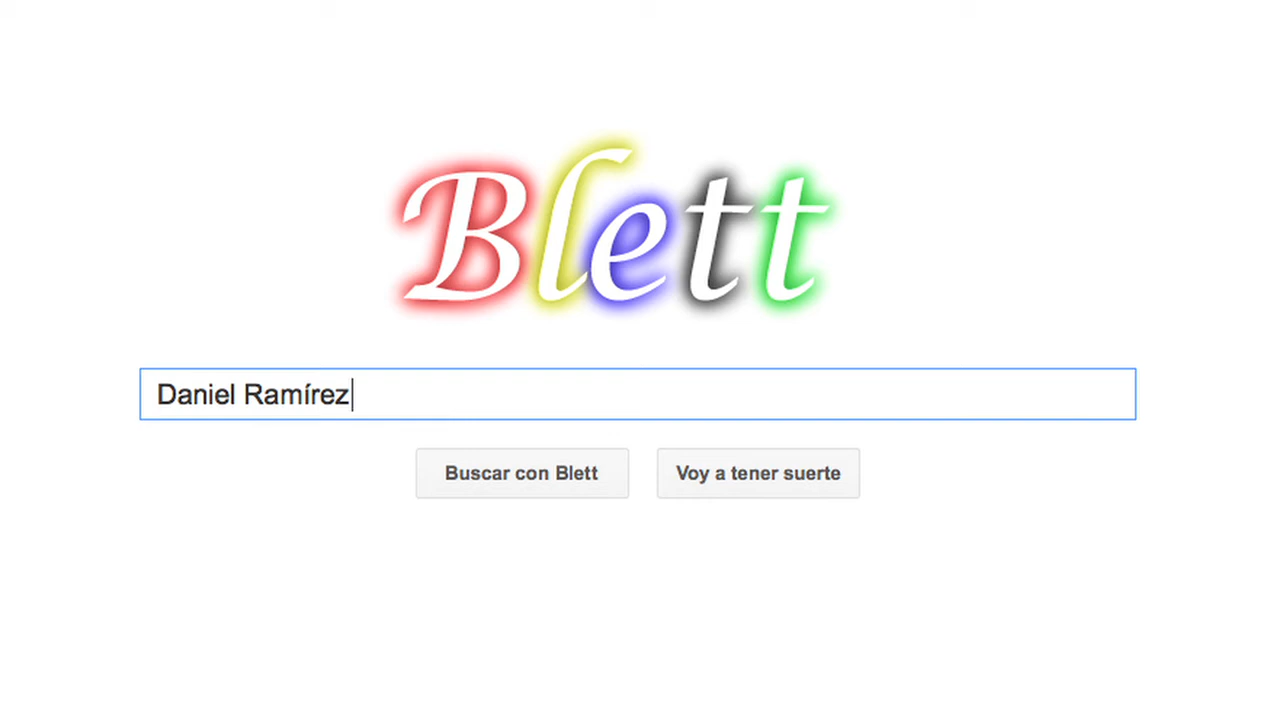 Blett
Daniel Ramírez
Buscar con Blett
Voy a tener suerte